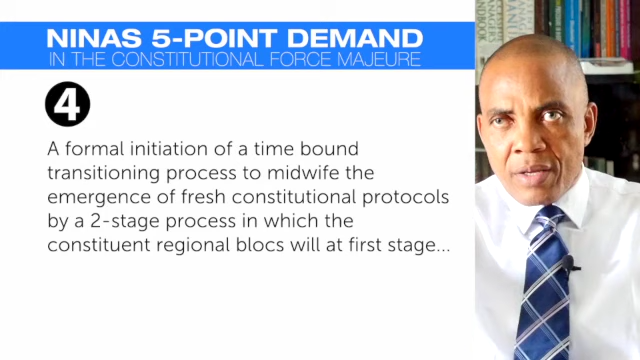 NINAS 5-POINT DEMAND
IN THE CONSTITUTIONAL FORCE MAJEURE
4
A formal initiation of a time bound
transitioning process to midwife the
emergence of fresh constitutional protocols
by a 2-stage process in which the
constituent regional blocs will at first stage...